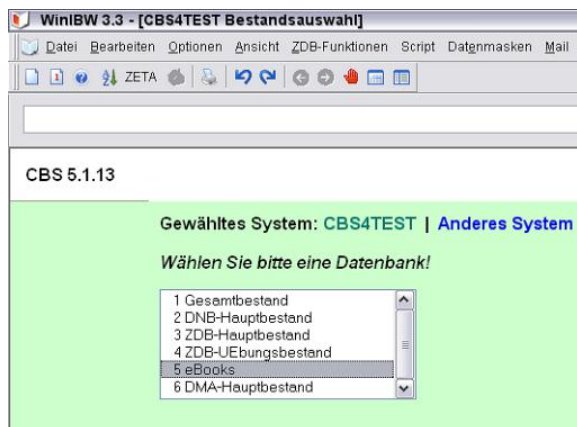 WinIBW 3.3 - [CBS4TEST Bestandsauswahl]
Datei Bearbeiten Optionen Ansicht ZDB-Funktionen Script Datenmasken Mail
1 ZETA
CBS 5.1.13
Gewähltes System: CBS4TEST | Anderes System
Wählen Sie bitte eine Datenbank!
1 Gesamtbestand
2 DNB-Hauptbestand
3 ZDB-Hauptbestand
4 ZDB-UEbungsbestand
5 eBooks
6 DMA-Hauptbestand